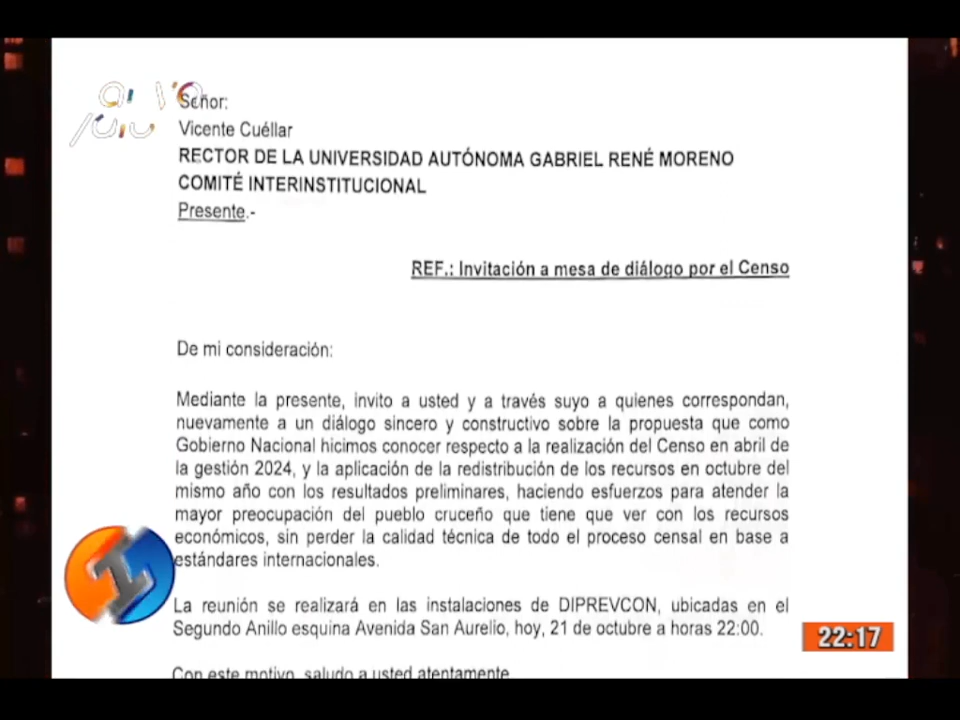 Señor:
Vicente Cuéllar
RECTOR DE LA UNIVERSIDAD AUTÓNOMA GABRIEL RENÉ MORENO
COMITÉ INTERINSTITUCIONAL
Presente.-
REF.: Invitación a mesa de diálogo por el Censo
De mi consideración:
Mediante la presente, invito a usted y a través suyo a quienes correspondan,
nuevamente a un diálogo sincero y constructivo sobre la propuesta que como
Gobierno Nacional hicimos conocer respecto a la realización del Censo en abril de
la gestión 2024, y la aplicación de la redistribución de los recursos en octubre del
mismo año con los resultados preliminares, haciendo esfuerzos para atender la
mayor preocupación del pueblo cruceño que tiene que ver con los recursos
económicos, sin perder la calidad técnica de todo el proceso censal en base a
estándares internacionales.
La reunión se realizará en las instalaciones de DIPREVCON, ubicadas en el
Segundo Anillo esquina Avenida San Aurelio, hoy, 21 de octubre a horas 22:00.
22:17
Con este motivo, saludo a usted atentamente